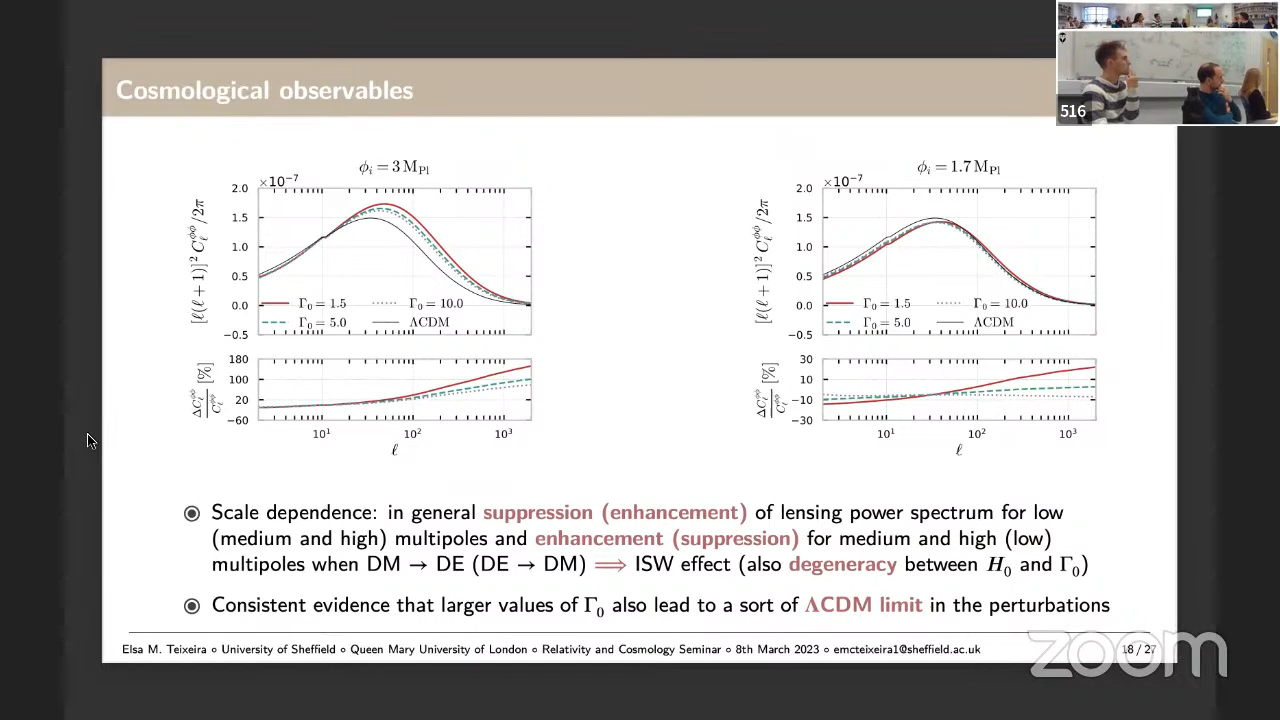 516
Cosmological observables
ϕᵢ = 3 M_Pl
×10⁻⁷
[ℓ(ℓ + 1)]² C_ℓ^ϕϕ/2π
2.0
1.5
1.0
0.5
0.0
−0.5
Γ₀ = 1.5
Γ₀ = 10.0
Γ₀ = 5.0
ΛCDM
ΔC_ℓ^ϕϕ/C_ℓ^ϕϕ [%]
180
100
20
−60
10¹ 10² 10³
ℓ
ϕᵢ = 1.7 M_Pl
×10⁻⁷
[ℓ(ℓ + 1)]² C_ℓ^ϕϕ/2π
2.0
1.5
1.0
0.5
0.0
−0.5
Γ₀ = 1.5
Γ₀ = 10.0
Γ₀ = 5.0
ΛCDM
ΔC_ℓ^ϕϕ/C_ℓ^ϕϕ [%]
30
10
−10
−30
10¹ 10² 10³
ℓ
Scale dependence: in general suppression (enhancement) of lensing power spectrum for low
(medium and high) multipoles and enhancement (suppression) for medium and high (low)
multipoles when DM → DE (DE → DM) ⟹ ISW effect (also degeneracy between H₀ and Γ₀)
Consistent evidence that larger values of Γ₀ also lead to a sort of ΛCDM limit in the perturbations
Elsa M. Teixeira ∘ University of Sheffield ∘ Queen Mary University of London ∘ Relativity and Cosmology Seminar ∘ 8th March 2023 ∘ emcteixeira1@sheffield.ac.uk
18 / 27
zoom